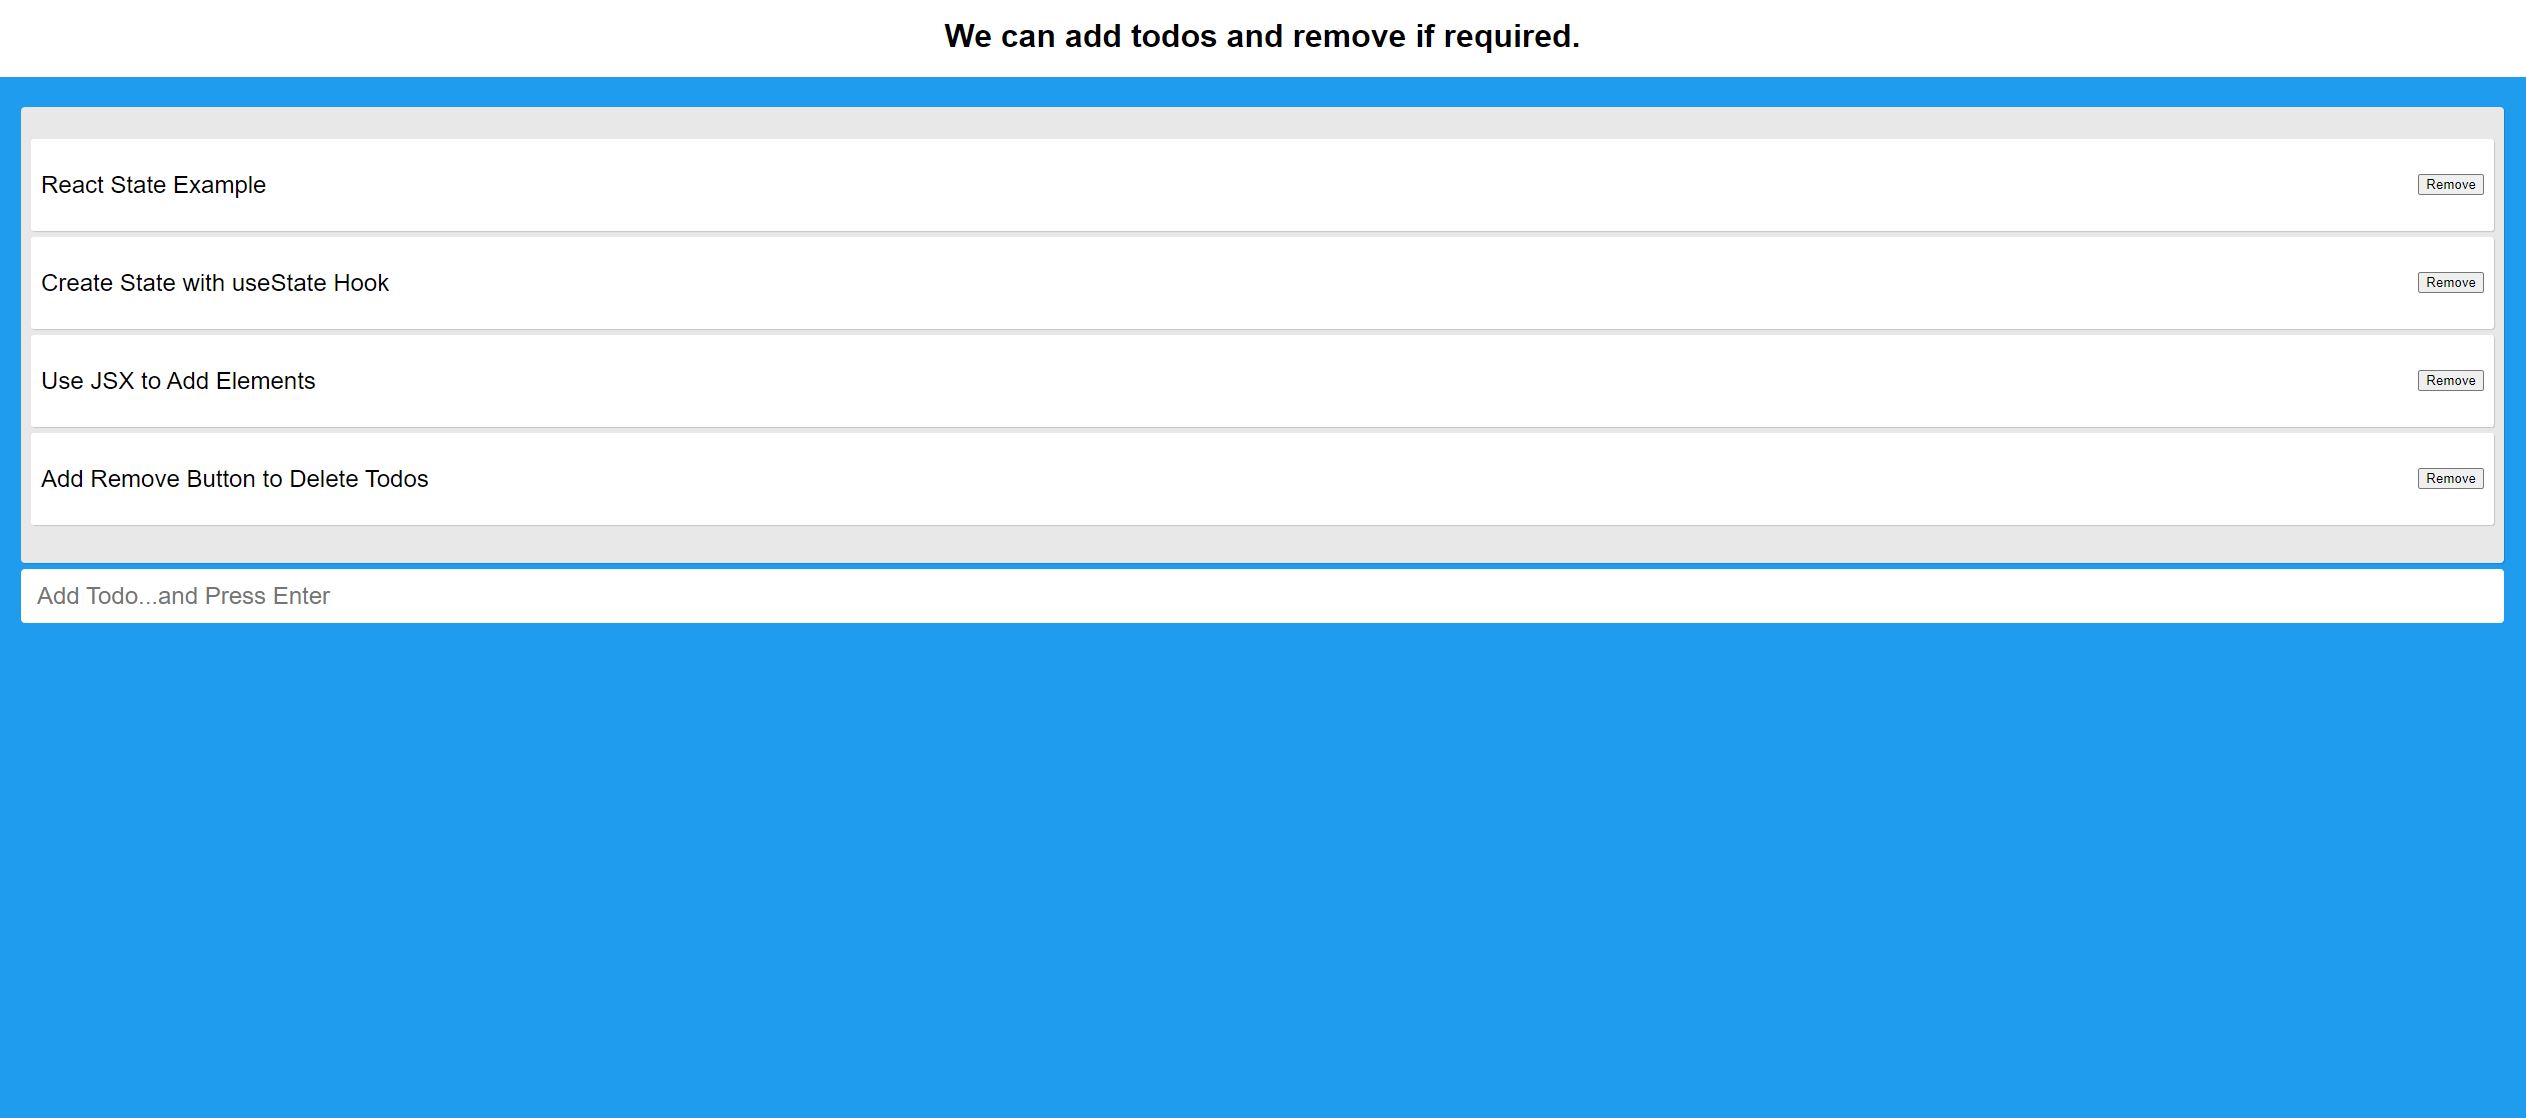 We can add todos and remove if required.
React State Example
Remove
Create State with useState Hook
Remove
Use JSX to Add Elements
Remove
Add Remove Button to Delete Todos
Remove
Add Todo...and Press Enter